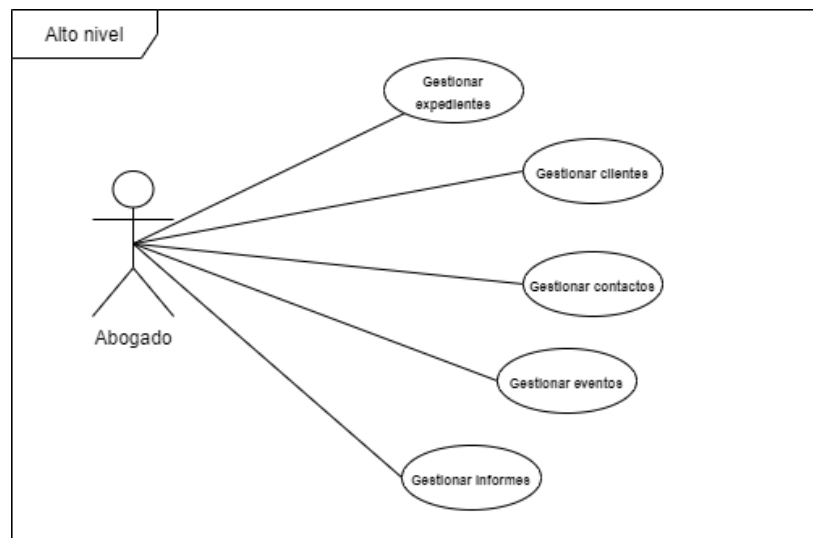 Alto nivel
Gestionar
expedientes
Gestionar clientes
Gestionar contactos
Abogado
Gestionar eventos
Gestionar informes